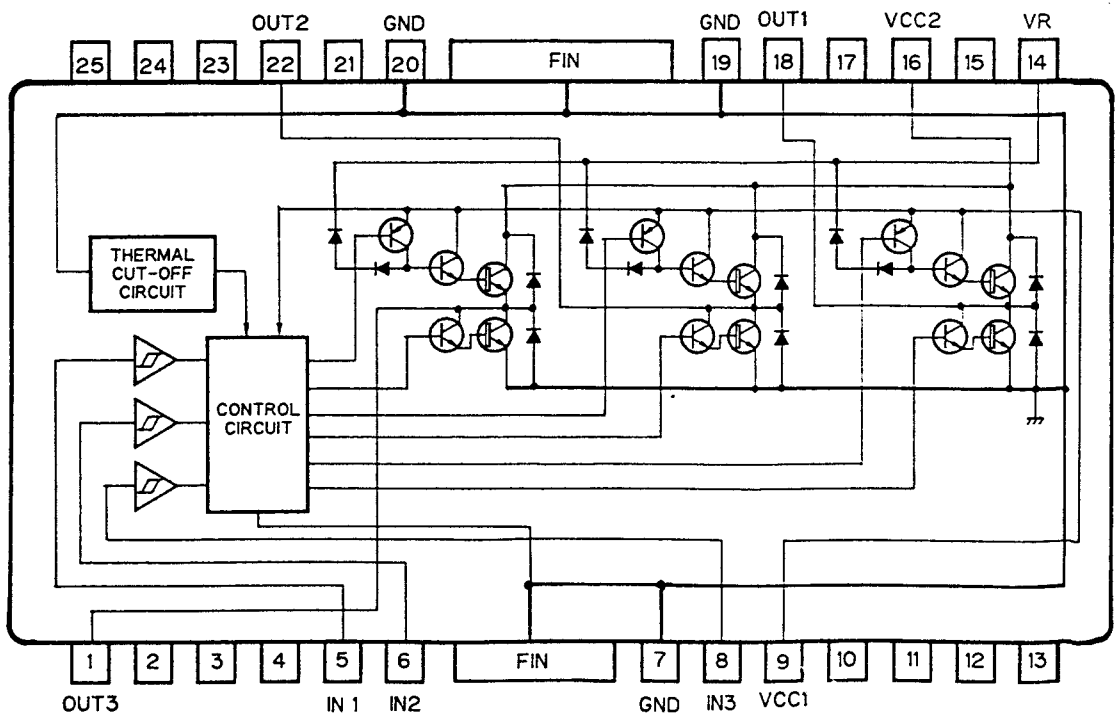 OUT2 GND GND OUT1 VCC2 VR
25 24 23 22 21 20 FIN 19 18 17 16 15 14
THERMAL
CUT-OFF
CIRCUIT
CONTROL
CIRCUIT
1 2 3 4 5 6 FIN 7 8 9 10 11 12 13
OUT3 IN 1 IN2 GND IN3 VCC1